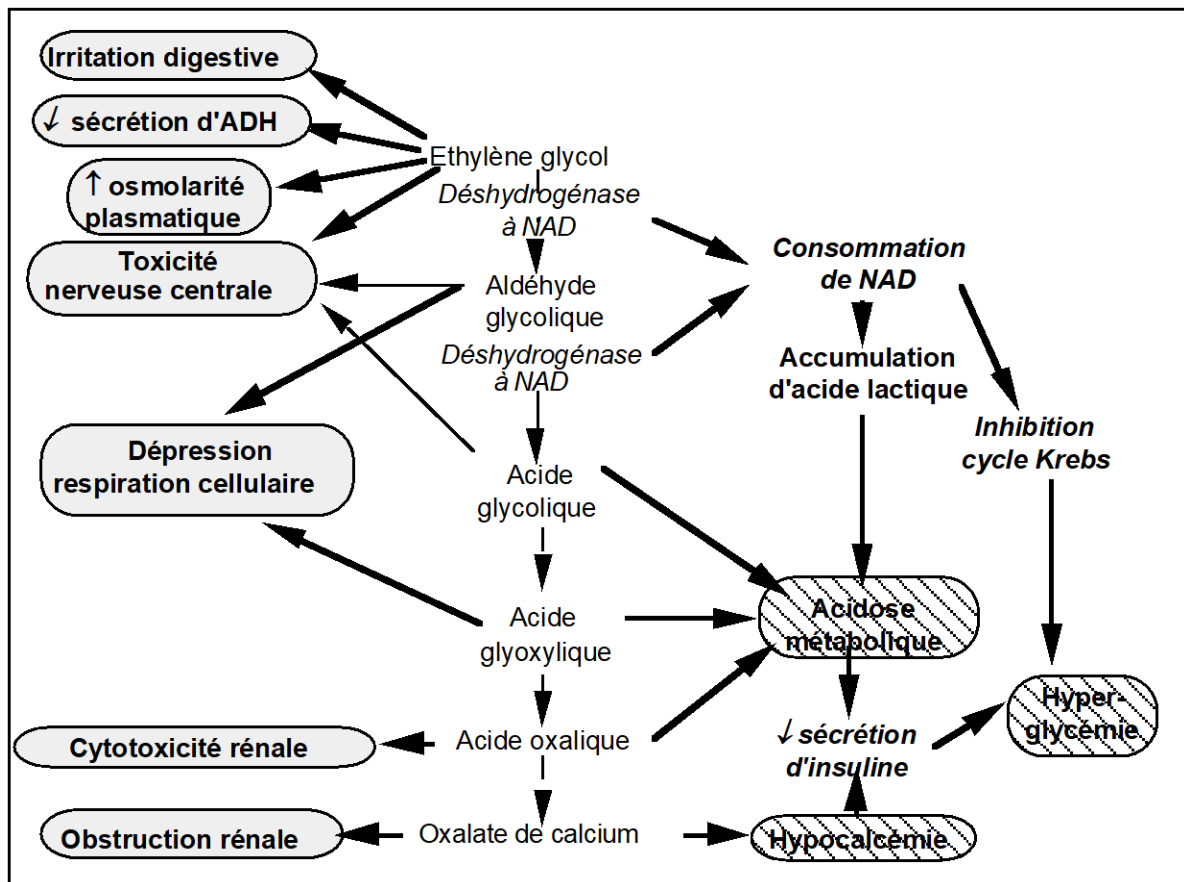 Irritation digestive
↓ sécrétion d'ADH
↑ osmolarité
plasmatique
Toxicité
nerveuse centrale
Ethylène glycol
Déshydrogénase
à NAD
Aldéhyde
glycolique
Déshydrogénase
à NAD
Consommation
de NAD
Accumulation
d'acide lactique
Inhibition
cycle Krebs
Dépression
respiration cellulaire
Acide
glycolique
Acide
glyoxylique
Acidose
métabolique
Hyper-
glycémie
Cytotoxicité rénale
Acide oxalique
↓ sécrétion
d'insuline
Obstruction rénale
Oxalate de calcium
Hypocalcémie